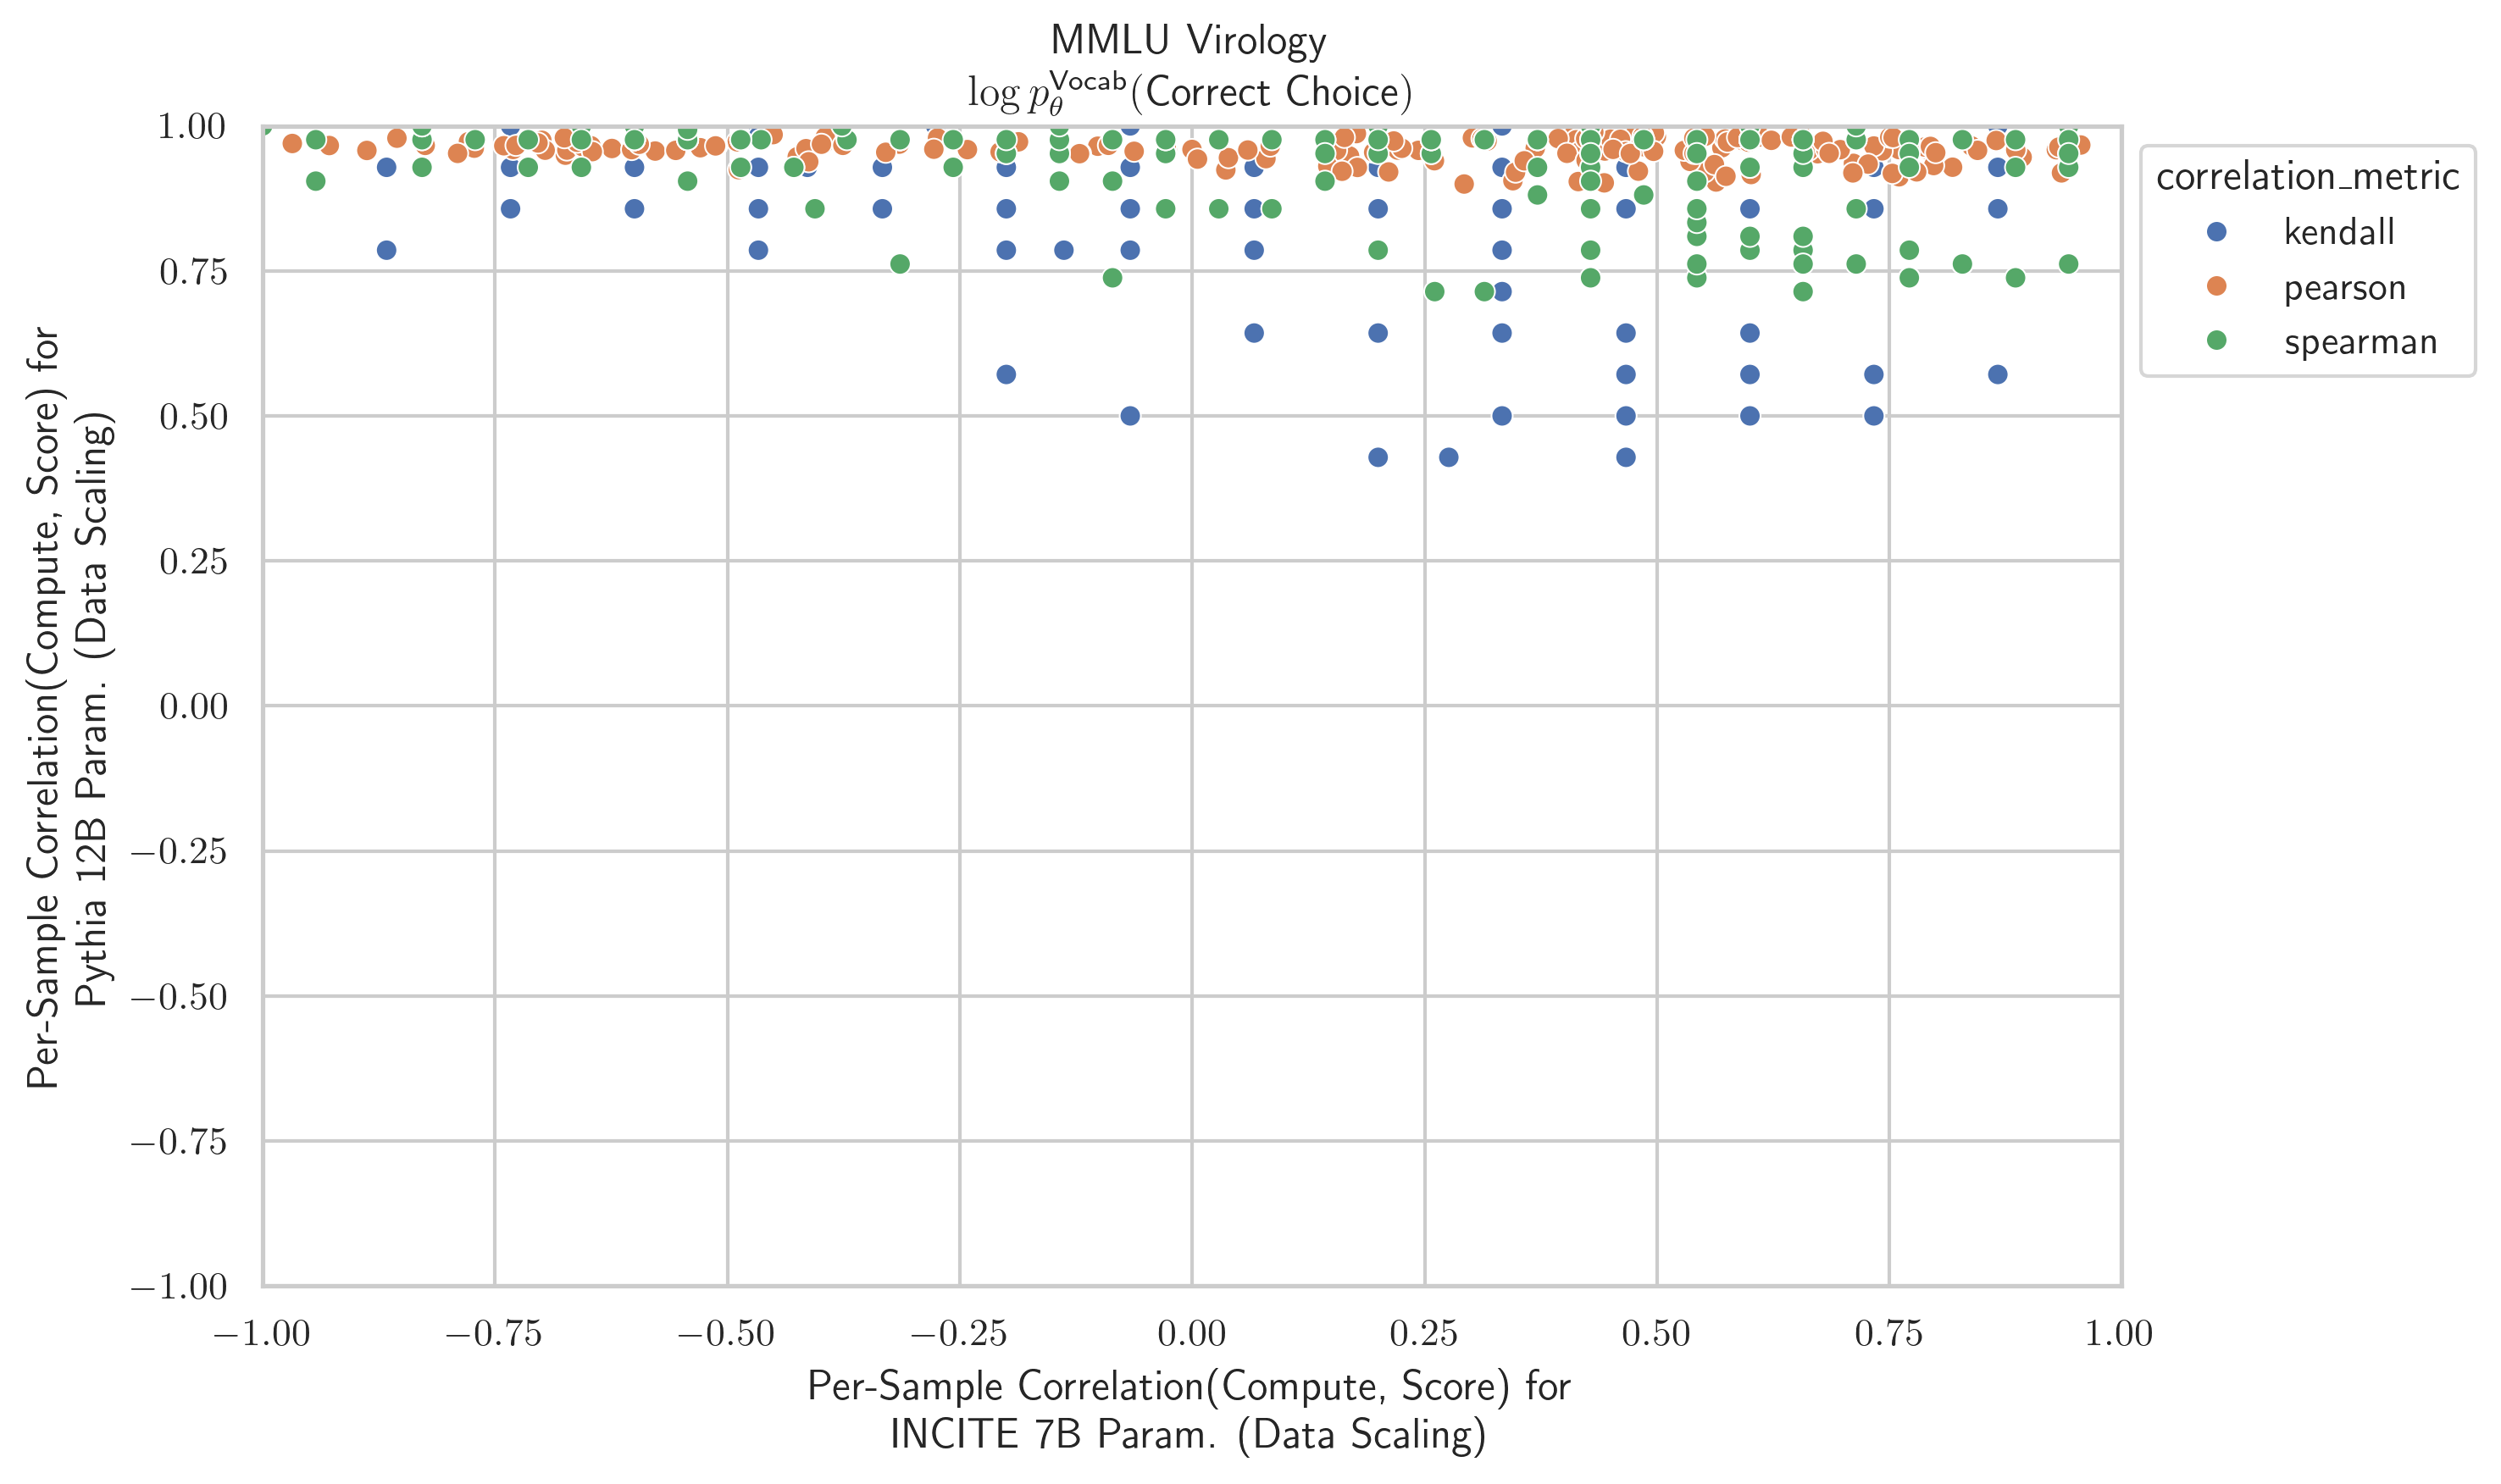 MMLU Virology
log p_θ^Vocab(Correct Choice)
Per-Sample Correlation(Compute, Score) for
Pythia 12B Param. (Data Scaling)
1.00
0.75
0.50
0.25
0.00
−0.25
−0.50
−0.75
−1.00
−1.00 −0.75 −0.50 −0.25 0.00 0.25 0.50 0.75 1.00
Per-Sample Correlation(Compute, Score) for
INCITE 7B Param. (Data Scaling)
correlation_metric
kendall
pearson
spearman